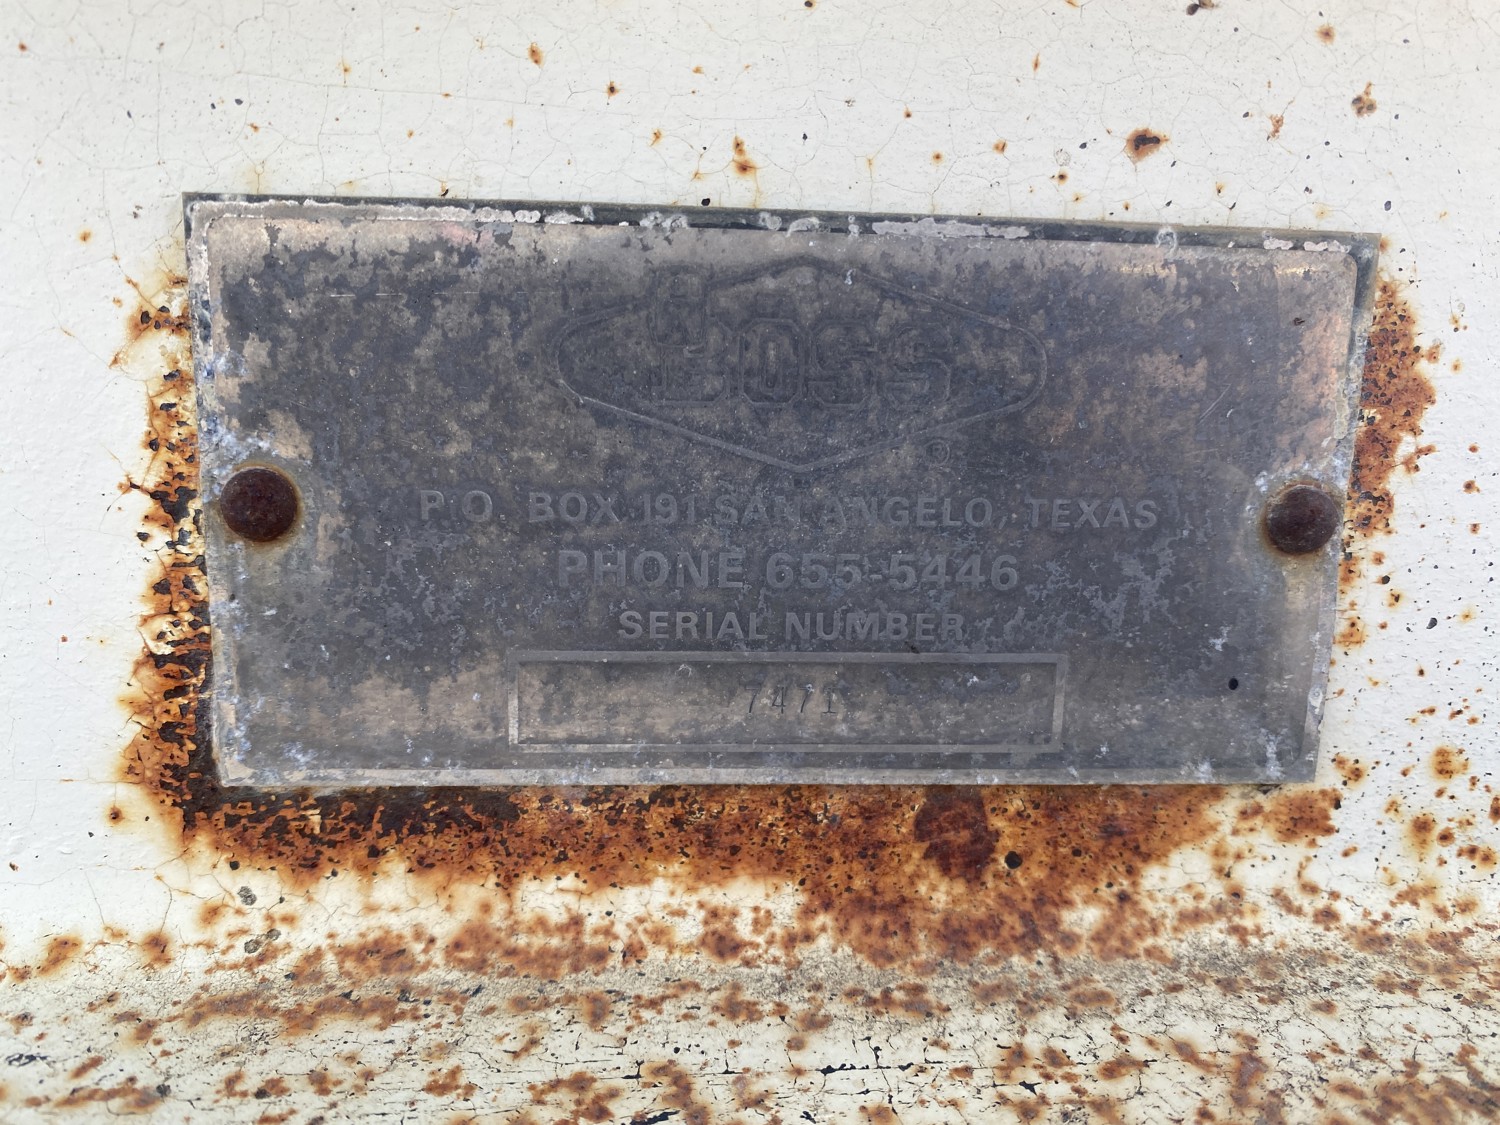 BOSS
®
P.O. BOX 191 SAN ANGELO, TEXAS
PHONE 655-5446
SERIAL NUMBER
7471